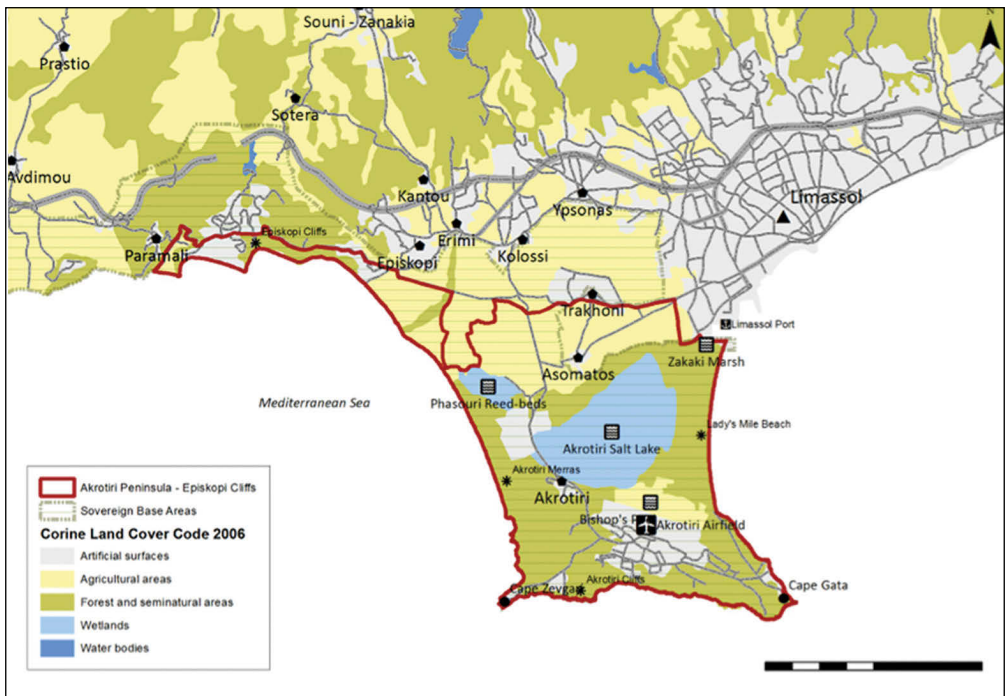 Souni - Zanakia
Prastio
Sotera
Avdimou
Kantou
Ypsonas
Limassol
Paramali
Episkopi Cliffs
Episkopi
Erimi
Kolossi
Trakhoni
Limassol Port
Asomatos
Zakaki Marsh
Mediterranean Sea
Phasouri Reed-beds
Lady's Mile Beach
Akrotiri Salt Lake
Akrotiri Merras
Akrotiri
Bishop's
Akrotiri Airfield
Akrotiri Cliffs
Cape Zevgari
Cape Gata
Akrotiri Peninsula - Episkopi Cliffs
Sovereign Base Areas
Corine Land Cover Code 2006
Artificial surfaces
Agricultural areas
Forest and seminatural areas
Wetlands
Water bodies